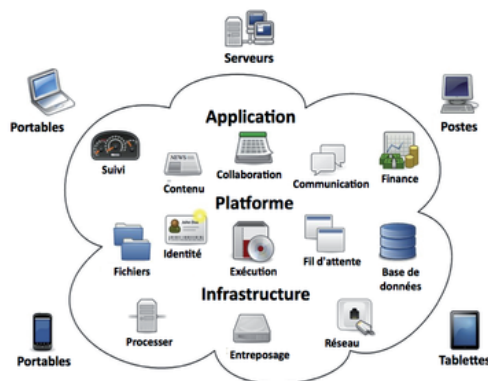 Serveurs
Portables
Postes
Application
Suivi
NEWS
Contenu
Collaboration
Communication
Finance
Platforme
Fichiers
Identité
Exécution
Fil d'attente
Base de
données
Infrastructure
Processer
Entreposage
Réseau
Portables
Tablettes